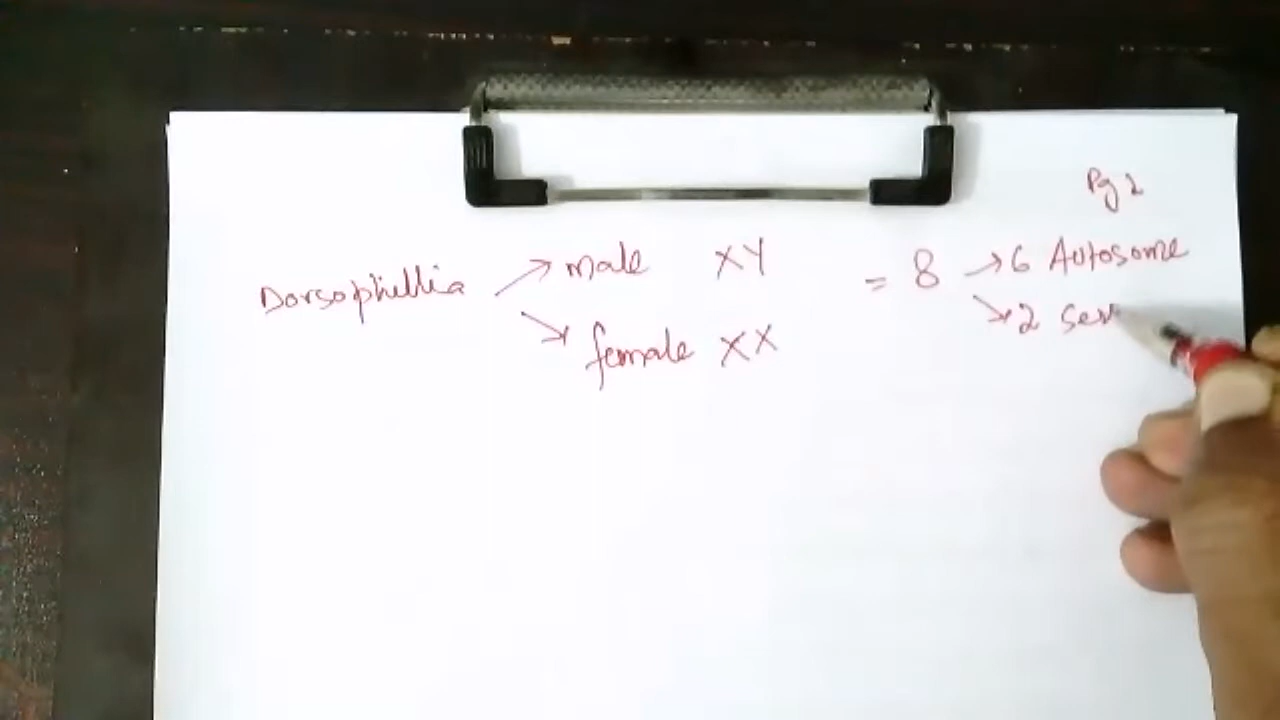 Pg 2
Dorsophillia → male XY = 8 → 6 Autosome
↘ female XX ↘ 2 sex